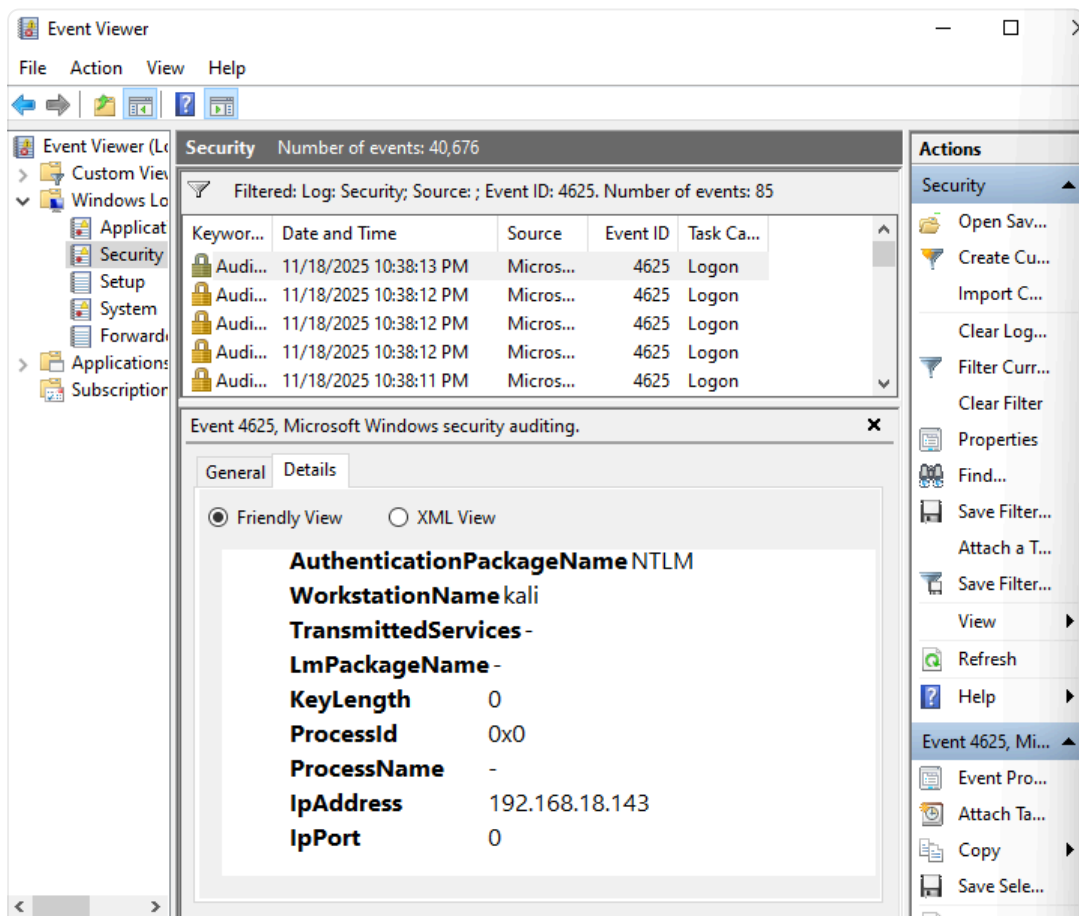 Event Viewer
File Action View Help
Event Viewer (Lo
Custom View
Windows Lo
Applicat
Security
Setup
System
Forwarde
Applications
Subscription
Security Number of events: 40,676
Filtered: Log: Security; Source: ; Event ID: 4625. Number of events: 85
Keywor... Date and Time Source Event ID Task Ca...
Audi... 11/18/2025 10:38:13 PM Micros... 4625 Logon
Audi... 11/18/2025 10:38:12 PM Micros... 4625 Logon
Audi... 11/18/2025 10:38:12 PM Micros... 4625 Logon
Audi... 11/18/2025 10:38:12 PM Micros... 4625 Logon
Audi... 11/18/2025 10:38:11 PM Micros... 4625 Logon
Event 4625, Microsoft Windows security auditing.
General Details
Friendly View XML View
AuthenticationPackageName NTLM
WorkstationName kali
TransmittedServices -
LmPackageName -
KeyLength 0
ProcessId 0x0
ProcessName -
IpAddress 192.168.18.143
IpPort 0
Actions
Security
Open Sav...
Create Cu...
Import C...
Clear Log...
Filter Curr...
Clear Filter
Properties
Find...
Save Filter...
Attach a T...
Save Filter...
View
Refresh
Help
Event 4625, Mi...
Event Pro...
Attach Ta...
Copy
Save Sele...